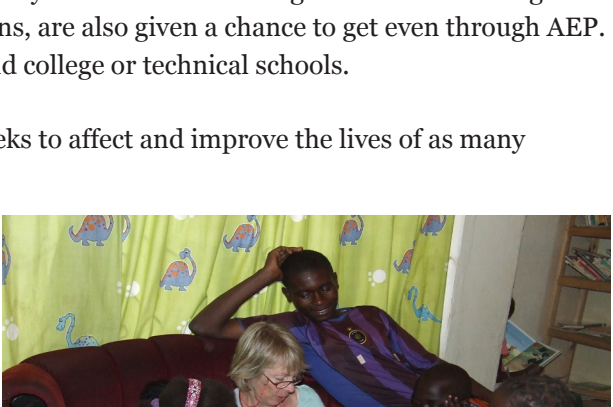 ns, are also given a chance to get even through AEP.
d college or technical schools.
eks to affect and improve the lives of as many